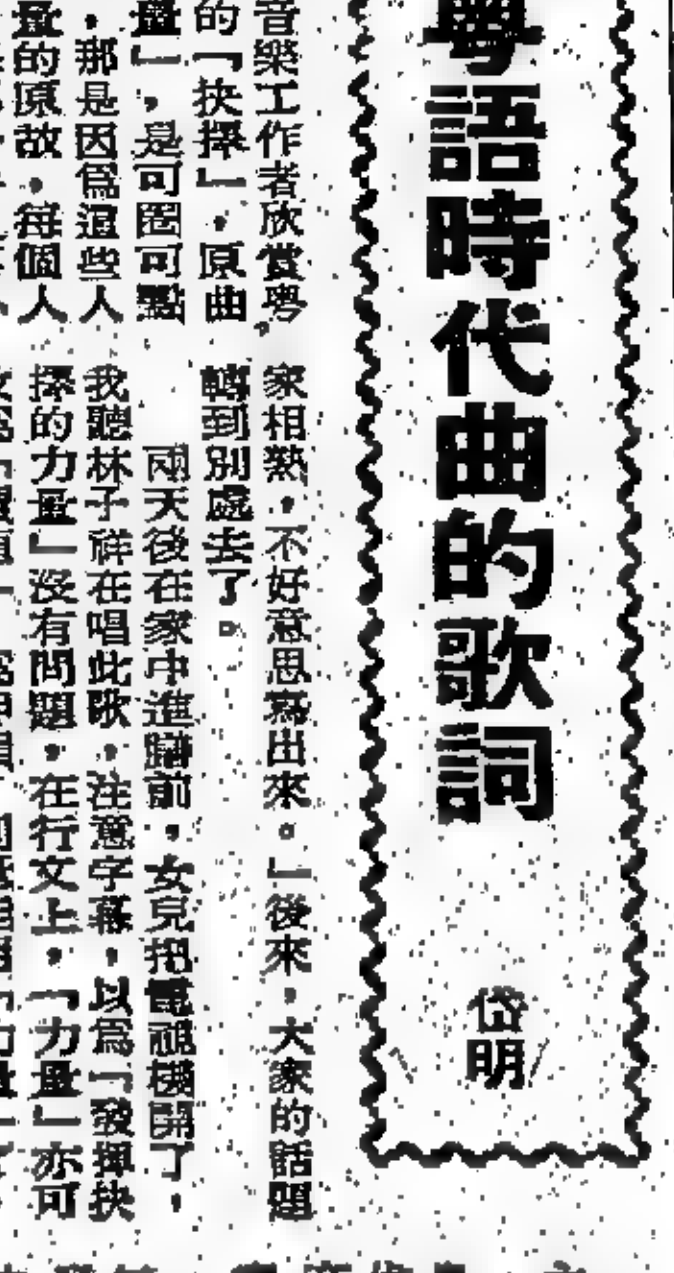 粵語時代曲的歌詞
岱明
音樂工作者欣賞粵
的「抉擇」，原曲
量」，是可圈可點
，那是因為這些人
量的原故，每個人
家相熟，不好意思寫出來。」後來，大家的話題
轉到別處去了。
兩天後在家中進膳前，女兒把電視機開了，
我聽林子祥在唱此歌，注意字幕，以為「發揮抉
擇的力量」沒有問題，在行文上，「力量」亦可